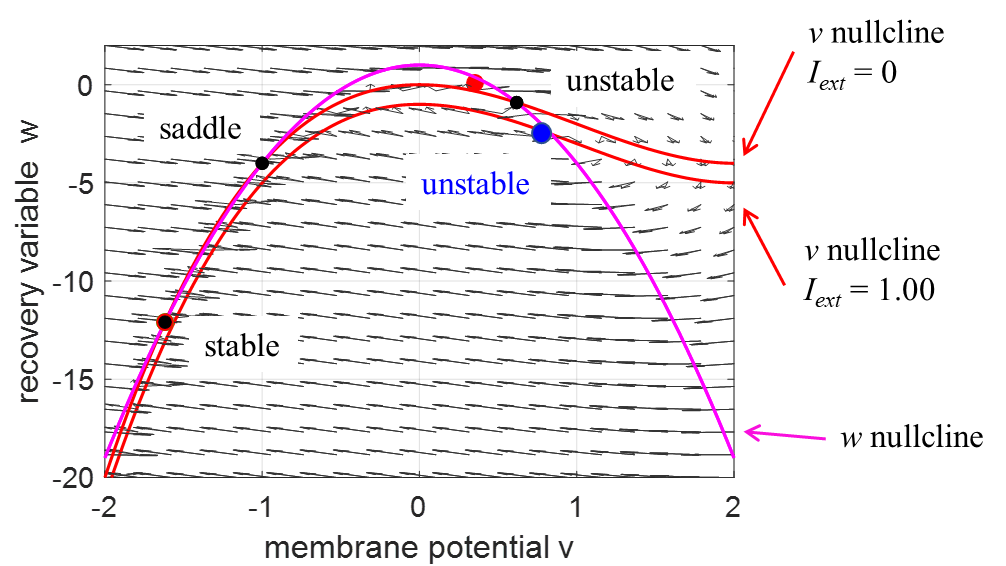 v nullcline
I_ext = 0
unstable
saddle
unstable
v nullcline
I_ext = 1.00
stable
w nullcline
0
-5
-10
-15
-20
-2
-1
0
1
2
recovery variable w
membrane potential v